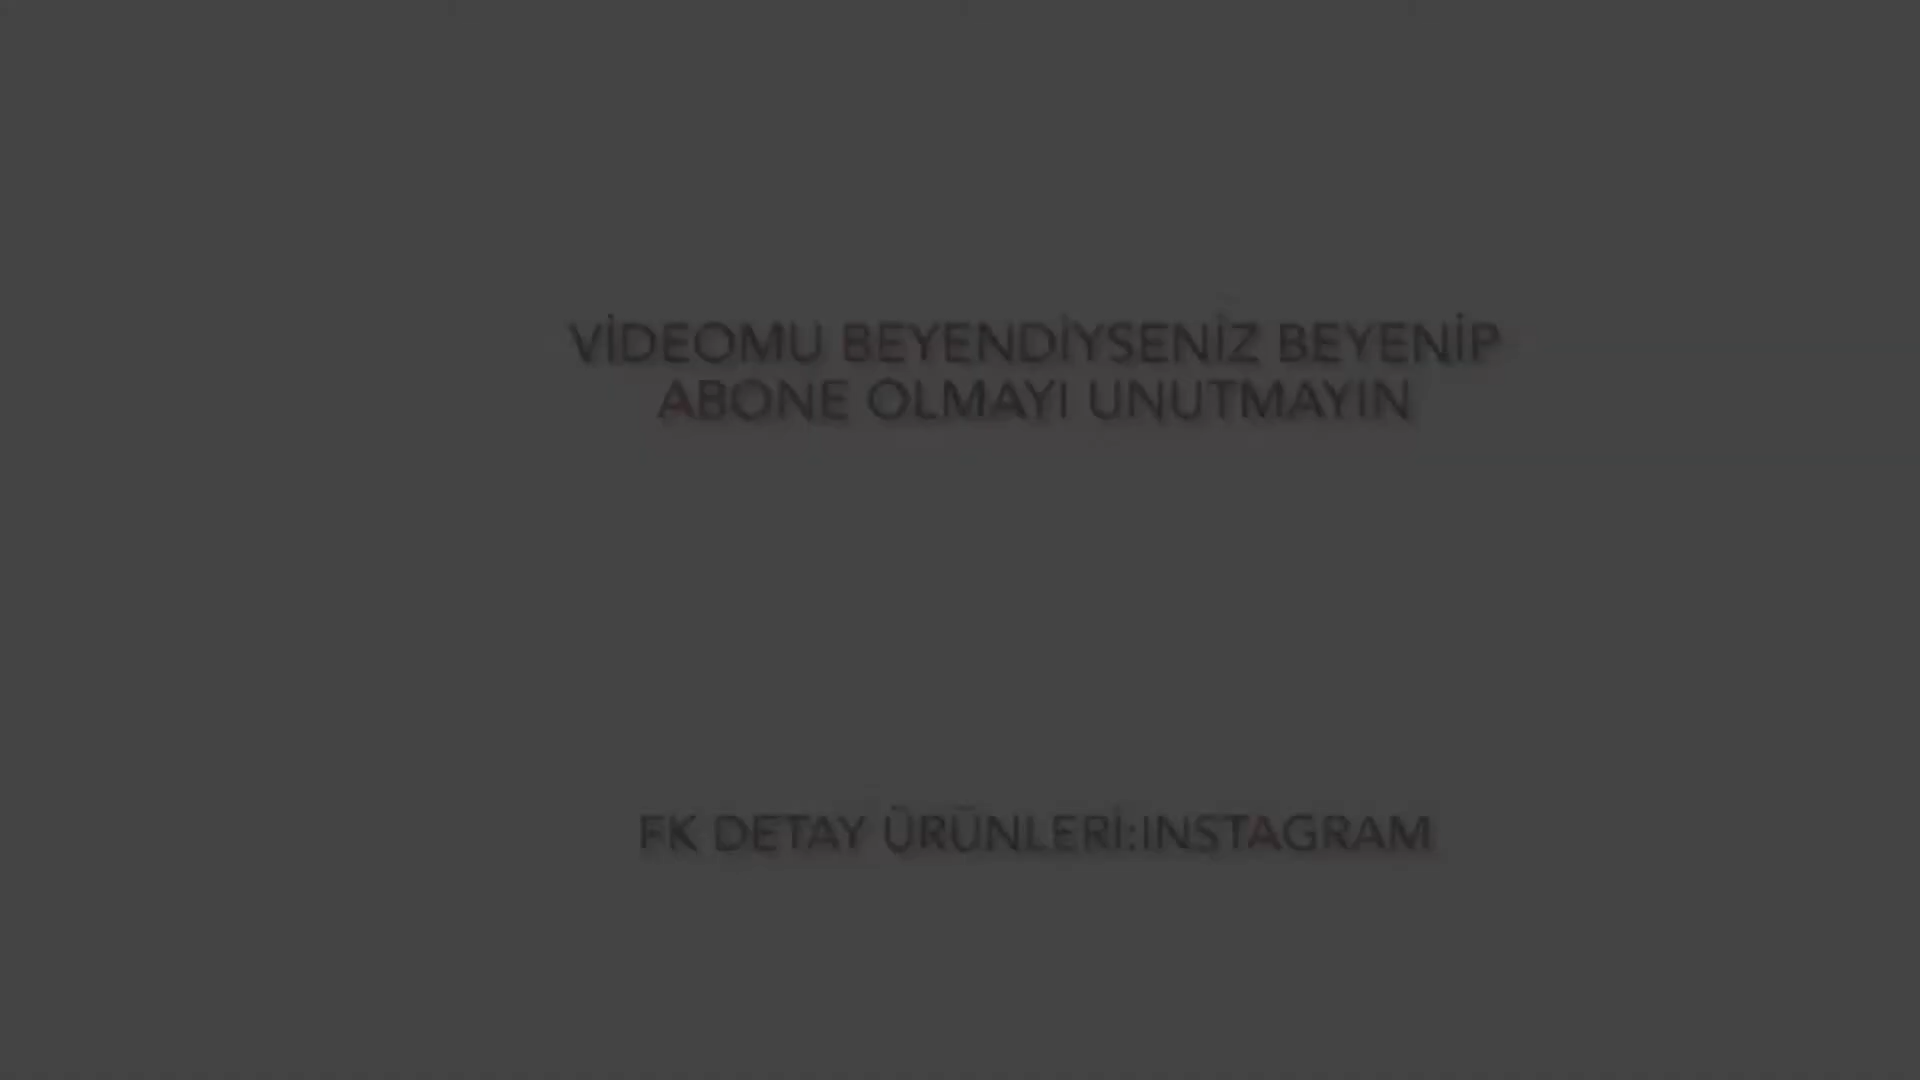 VİDEOMU BEYENDİYSENİZ BEYENİP
ABONE OLMAYI UNUTMAYIN
FK DETAY ÜRÜNLERİ:INSTAGRAM